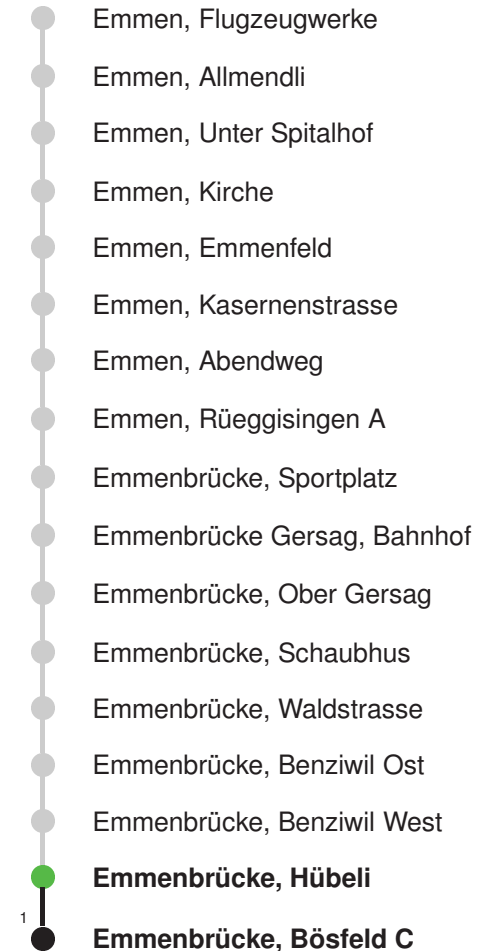 Emmen, Flugzeugwerke
Emmen, Allmendli
Emmen, Unter Spitalhof
Emmen, Kirche
Emmen, Emmenfeld
Emmen, Kasernenstrasse
Emmen, Abendweg
Emmen, Rüeggisingen A
Emmenbrücke, Sportplatz
Emmenbrücke Gersag, Bahnhof
Emmenbrücke, Ober Gersag
Emmenbrücke, Schaubhus
Emmenbrücke, Waldstrasse
Emmenbrücke, Benziwil Ost
Emmenbrücke, Benziwil West
Emmenbrücke, Hübeli
1
Emmenbrücke, Bösfeld C